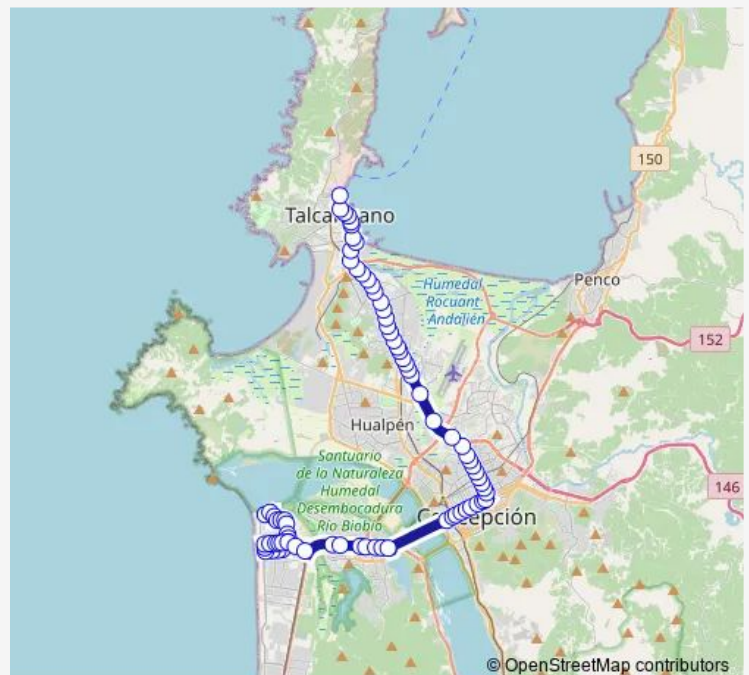 150
Talcahuano
Humedal
Rocuant
Andalién
Penco
152
Hualpén
Santuario
de la Naturaleza
Humedal
Desembocadura
Río Biobío
146
Concepción
© OpenStreetMap contributors